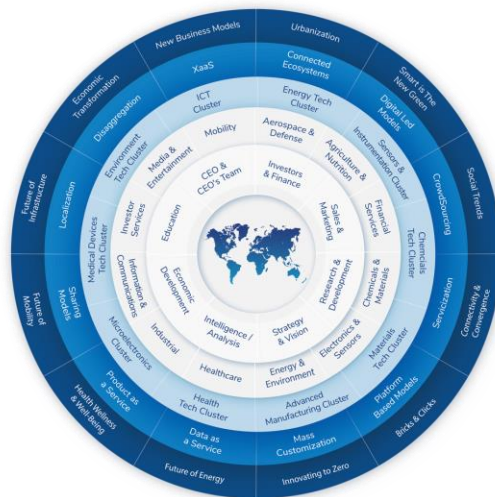 New Business Models
Urbanization
Smart is The
New Green
Social Trends
Connectivity &
Convergence
Bricks & Clicks
Innovating to Zero
Future of Energy
Health Wellness
& Well-Being
Future of
Mobility
Future of
Infrastructure
Economic
Transformation
XaaS
Connected
Ecosystems
Digital Led
Models
CrowdSourcing
Servicization
Platform
Based Models
Mass
Customization
Data as
a Service
Product as
a Service
Sharing
Models
Localization
Disaggregation
ICT
Cluster
Energy Tech
Cluster
Sensors &
Instrumentation Cluster
Chemcials
Tech Cluster
Materials
Tech Cluster
Advanced
Manufacturing Cluster
Health
Tech Cluster
Microelectronics
Cluster
Medical Devices
Tech Cluster
Environment
Tech Cluster
Mobility
Aerospace &
Defense
Agriculture &
Nutrition
Financial
Services
Chemicals &
Materials
Electronics &
Sensors
Energy &
Environment
Healthcare
Industrial
Information &
Communications
Investor
Services
Media &
Entertainment
CEO &
CEO's Team
Investors
& Finance
Sales &
Marketing
Research &
Development
Strategy
& Vision
Intelligence /
Analysis
Economic
Development
Education